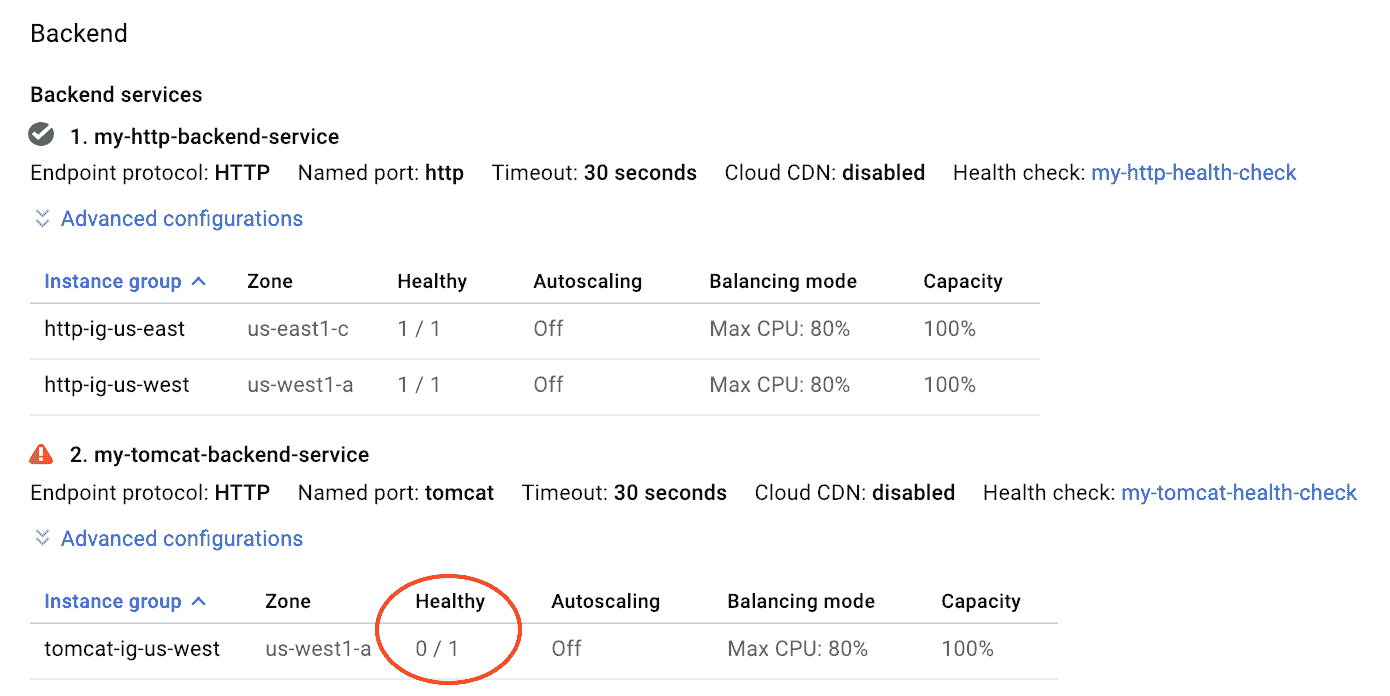 Backend
Backend services
1. my-http-backend-service
Endpoint protocol: HTTP Named port: http Timeout: 30 seconds Cloud CDN: disabled Health check: my-http-health-check
Advanced configurations
Instance group Zone Healthy Autoscaling Balancing mode Capacity
http-ig-us-east us-east1-c 1 / 1 Off Max CPU: 80% 100%
http-ig-us-west us-west1-a 1 / 1 Off Max CPU: 80% 100%
2. my-tomcat-backend-service
Endpoint protocol: HTTP Named port: tomcat Timeout: 30 seconds Cloud CDN: disabled Health check: my-tomcat-health-check
Advanced configurations
Instance group Zone Healthy Autoscaling Balancing mode Capacity
tomcat-ig-us-west us-west1-a 0 / 1 Off Max CPU: 80% 100%